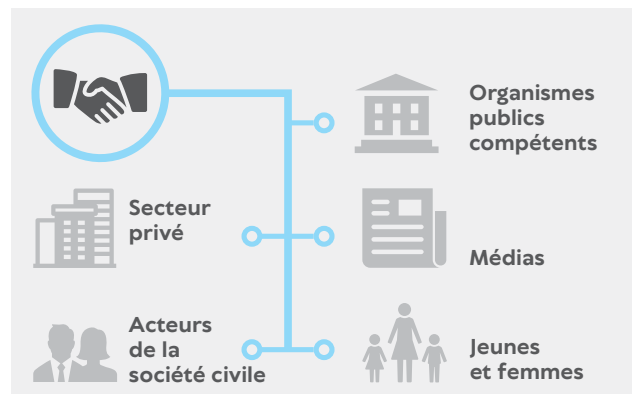 Organismes
publics
compétents
Secteur
privé
Médias
Acteurs
de la
société civile
Jeunes
et femmes